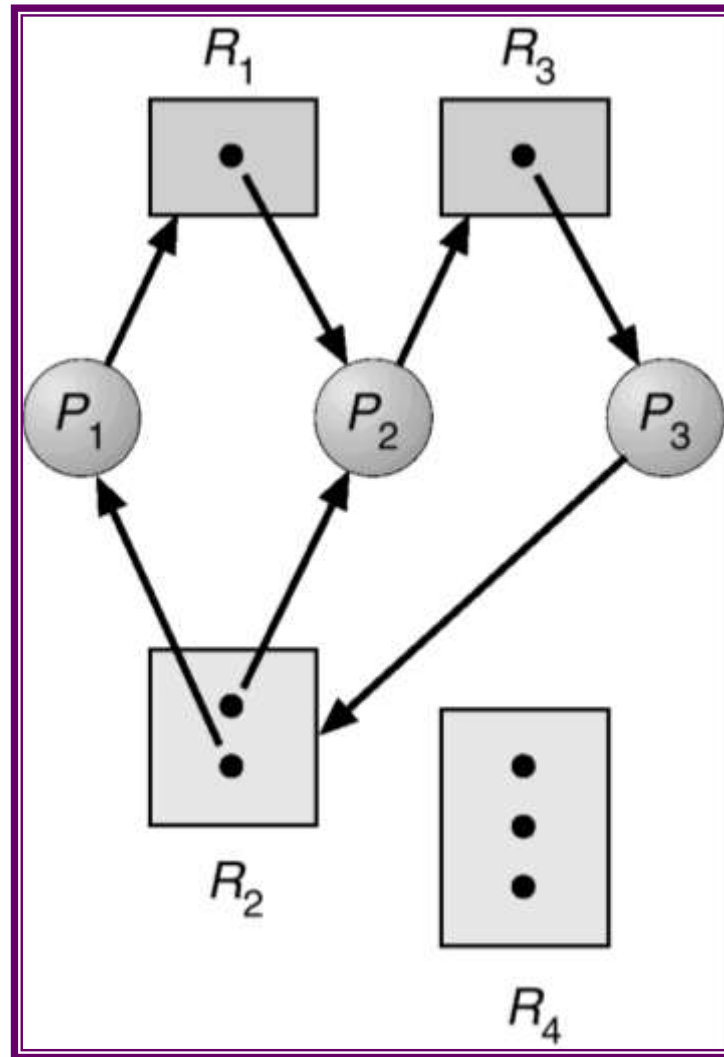 R₁ R₃
P₁ P₂ P₃
R₂
R₄